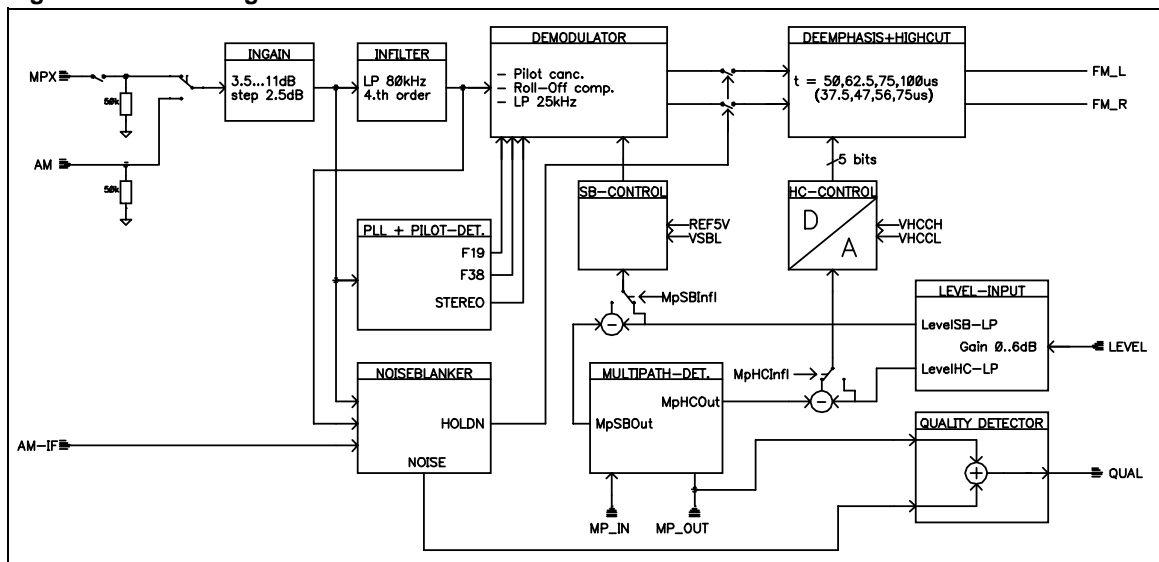 INGAIN
3.5...11dB
step 2.5dB
INFILTER
LP 80kHz
4.th order
DEMODULATOR
– Pilot canc.
– Roll-Off comp.
– LP 25kHz
DEEMPHASIS+HIGHCUT
t = 50,62.5,75,100us
(37.5,47,56,75us)
MPX
50k
AM
50k
FM_L
FM_R
5 bits
SB-CONTROL
REF5V
VSBL
HC-CONTROL
D
A
VHCCH
VHCCL
PLL + PILOT-DET.
F19
F38
STEREO
MpSBInfl
LEVEL-INPUT
LevelSB-LP
Gain 0..6dB
LevelHC-LP
LEVEL
NOISEBLANKER
HOLDN
NOISE
AM-IF
MULTIPATH-DET.
MpHCOut
MpSBOut
MpHCInfl
MP_IN
MP_OUT
QUALITY DETECTOR
QUAL